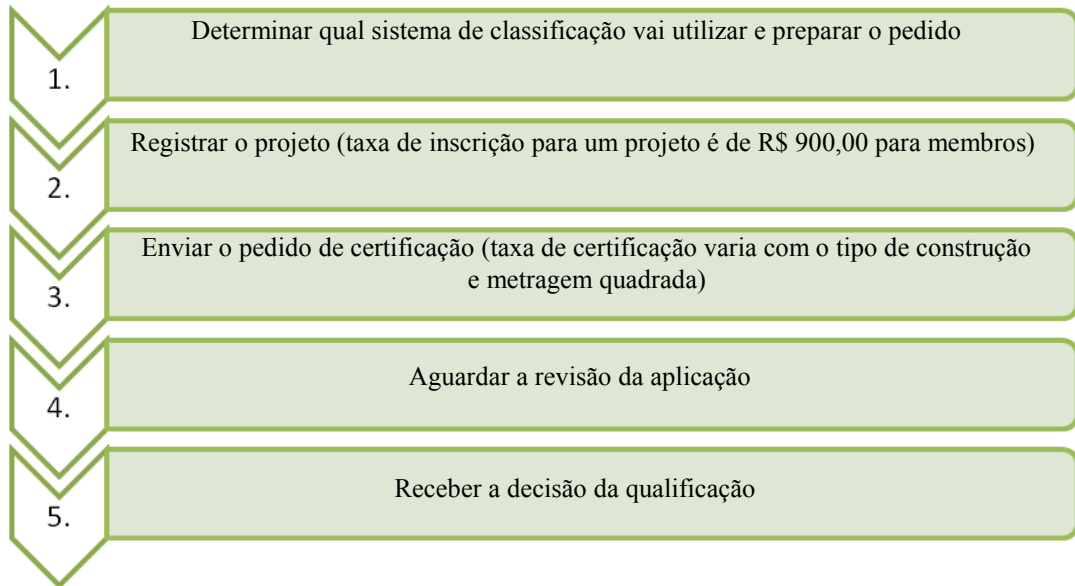 1.
Determinar qual sistema de classificação vai utilizar e preparar o pedido
2.
Registrar o projeto (taxa de inscrição para um projeto é de R$ 900,00 para membros)
3.
Enviar o pedido de certificação (taxa de certificação varia com o tipo de construção
e metragem quadrada)
4.
Aguardar a revisão da aplicação
5.
Receber a decisão da qualificação